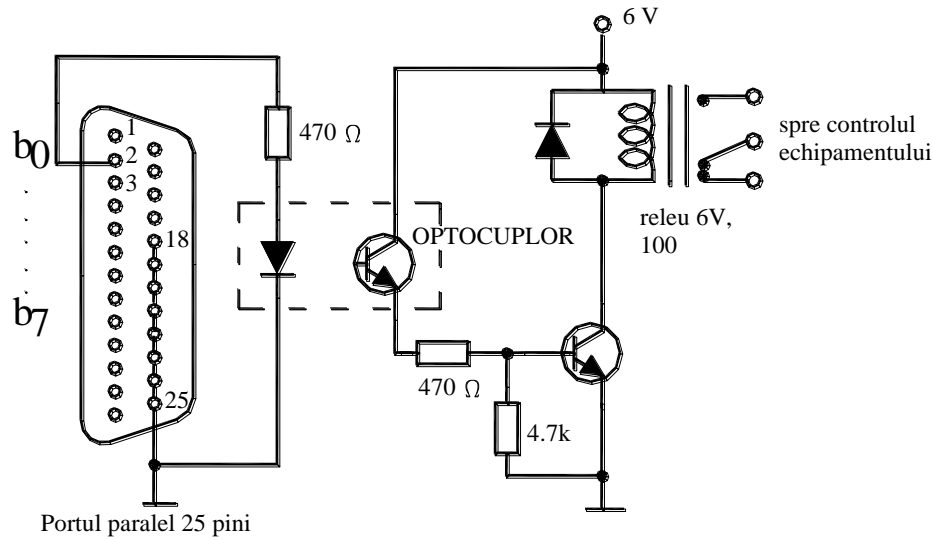 6 V
1
b0
2
3
18
b7
25
470 Ω
OPTOCUPLOR
spre controlul
echipamentului
releu 6V,
100
470 Ω
4.7k
Portul paralel 25 pini